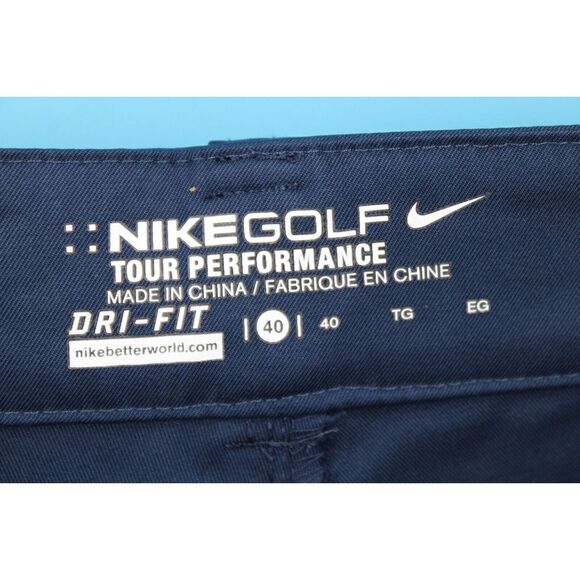 ::NIKEGOLF
TOUR PERFORMANCE
MADE IN CHINA / FABRIQUE EN CHINE
DRI-FIT | 40 | 40 TG EG
nikebetterworld.com